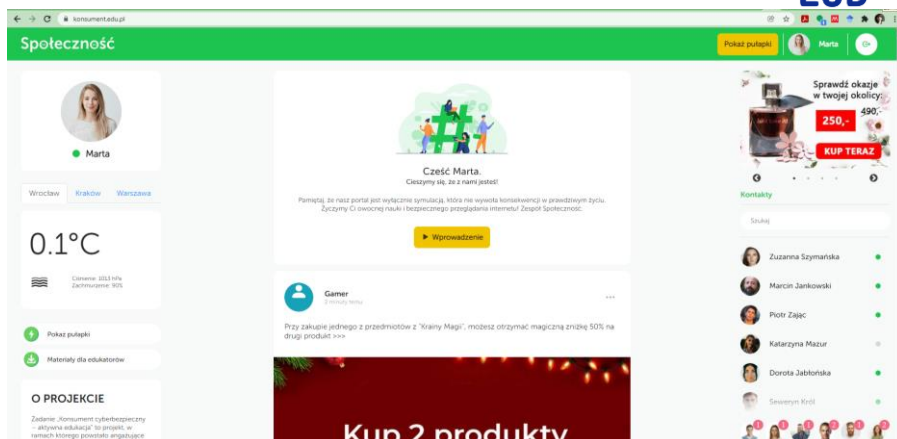 konsument.edu.pl
Społeczność
Pokaż pułapki
Marta
Marta
Wrocław Kraków Warszawa
0.1°C
Ciśnienie: 1013 hPa
Zachmurzenie: 90%
Pokaż pułapki
Materiały dla edukatorów
O PROJEKCIE
Zadanie „Konsument cyberbezpieczny
– aktywna edukacja” to projekt, w
ramach którego powstało angażujące
Cześć Marta.
Cieszymy się, że z nami jesteś!
Pamiętaj, że nasz portal jest wyłącznie symulacją, która nie wywoła konsekwencji w prawdziwym życiu.
Życzymy Ci owocnej nauki i bezpiecznego przeglądania internetu! Zespół Społeczność.
Wprowadzenie
Gamer
2 minuty temu
Przy zakupie jednego z przedmiotów z "Krainy Magii", możesz otrzymać magiczną zniżkę 50% na
drugi produkt >>>
Kup 2 produkty
Sprawdź okazje
w twojej okolicy:
490,-
250,-
KUP TERAZ
Kontakty
Szukaj
Zuzanna Szymańska
Marcin Jankowski
Piotr Zając
Katarzyna Mazur
Dorota Jabłońska
Seweryn Król